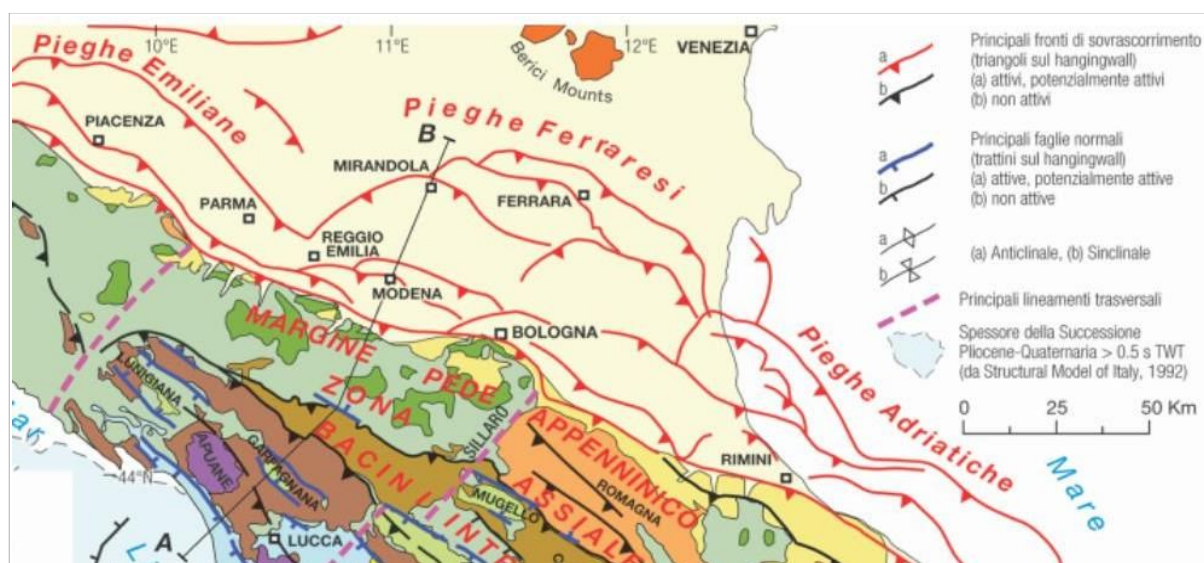 10°E
11°E
12°E
VENEZIA
Berici Mounts
Pieghe Emiliane
Pieghe Ferraresi
PIACENZA
B
MIRANDOLA
FERRARA
PARMA
REGGIO
EMILIA
MODENA
BOLOGNA
MARGINE
PEDE
APPENNINICO
ZONA
ASSIALE
BACINI
INTE
Pieghe Adriatiche
LUNIGIANA
APUANE
GARFAGNANA
SILLARO
MUGELLO
ROMAGNA
RIMINI
44°N
A
LUCCA
Mare
a
b
Principali fronti di sovrascorrimento
(triangoli sul hangingwall)
(a) attivi, potenzialmente attivi
(b) non attivi
a
b
Principali faglie normali
(trattini sul hangingwall)
(a) attive, potenzialmente attive
(b) non attive
a
b
(a) Anticlinale, (b) Sinclinale
Principali lineamenti trasversali
Spessore della Successione
Pliocene-Quaternaria > 0.5 s TWT
(da Structural Model of Italy, 1992)
0 25 50 Km